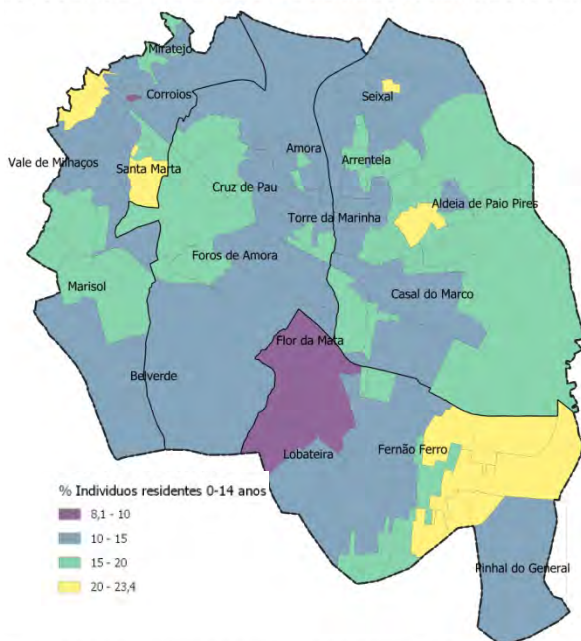 Miratejo
Corroios
Seixal
Vale de Milhaços
Santa Marta
Amora
Arrentela
Cruz de Pau
Aldeia de Paio Pires
Torre da Marinha
Foros de Amora
Marisol
Casal do Marco
Flor da Mata
Belverde
Lobateira
Fernão Ferro
% Individuos residentes 0-14 anos
8,1 - 10
10 - 15
15 - 20
20 - 23,4
Pinhal do General